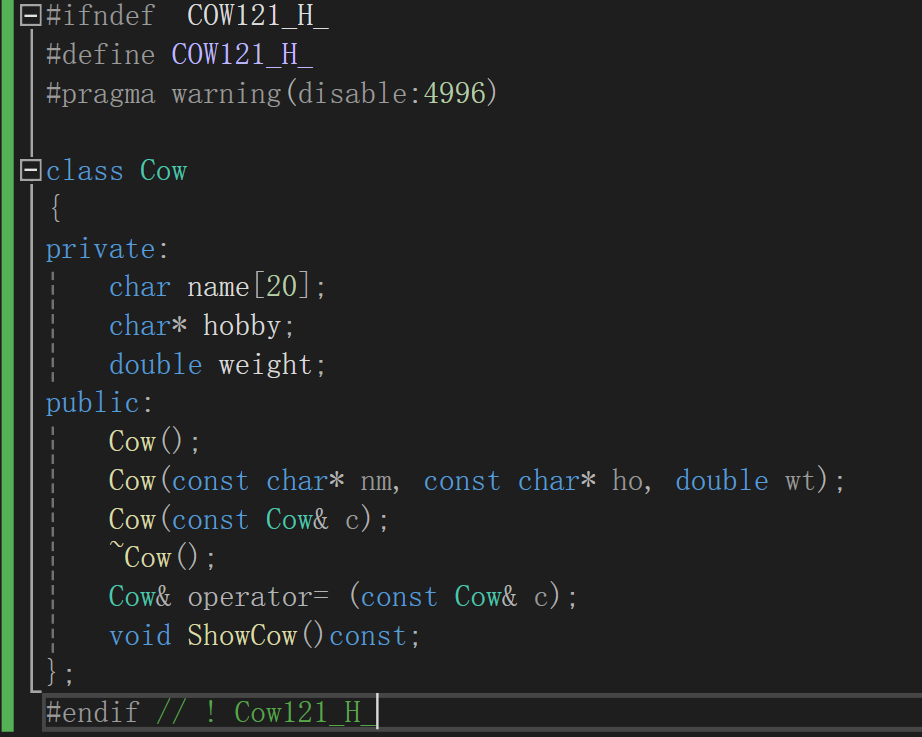 #ifndef  COW121_H_
#define COW121_H_
#pragma warning(disable:4996)

class Cow
{
private:
    char name[20];
    char* hobby;
    double weight;
public:
    Cow();
    Cow(const char* nm, const char* ho, double wt);
    Cow(const Cow& c);
    ~Cow();
    Cow& operator= (const Cow& c);
    void ShowCow()const;
};
#endif // ! Cow121_H_